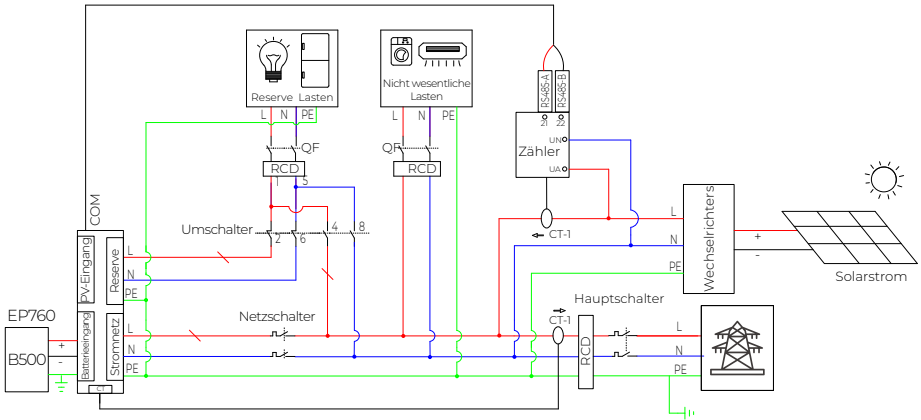 RS485-A
RS485-B
21 22
Reserve Lasten
Nicht wesentliche
Lasten
L N PE
L N PE
QF
QF
RCD
RCD
1 5
UN
Zähler
UA
COM
Umschalter
2 6 4 8
CT-1
L
N
PE
Wechselrichters
+
-
Solarstrom
PV-Eingang
Reserve
L
N
PE
EP760
B500
+
-
Batterieeingang
Stromnetz
L
N
PE
CT
Netzschalter
CT-1
Hauptschalter
RCD
L
N
PE